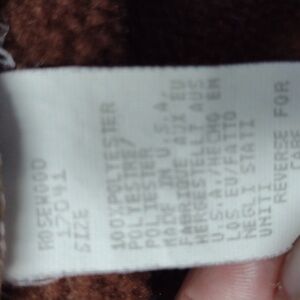 ROSEWOOD
17041
SIZE
100%POLYESTER
POLYESTER/
POLIESTER
MADE IN U.S.A.
FABRIQUE AUX EU
HERGESTELLT AUS
U.S.A./HECHO EN
LOS EU/FATTO
NEGLI STATI
UNITI
REVERSE FOR
CARE